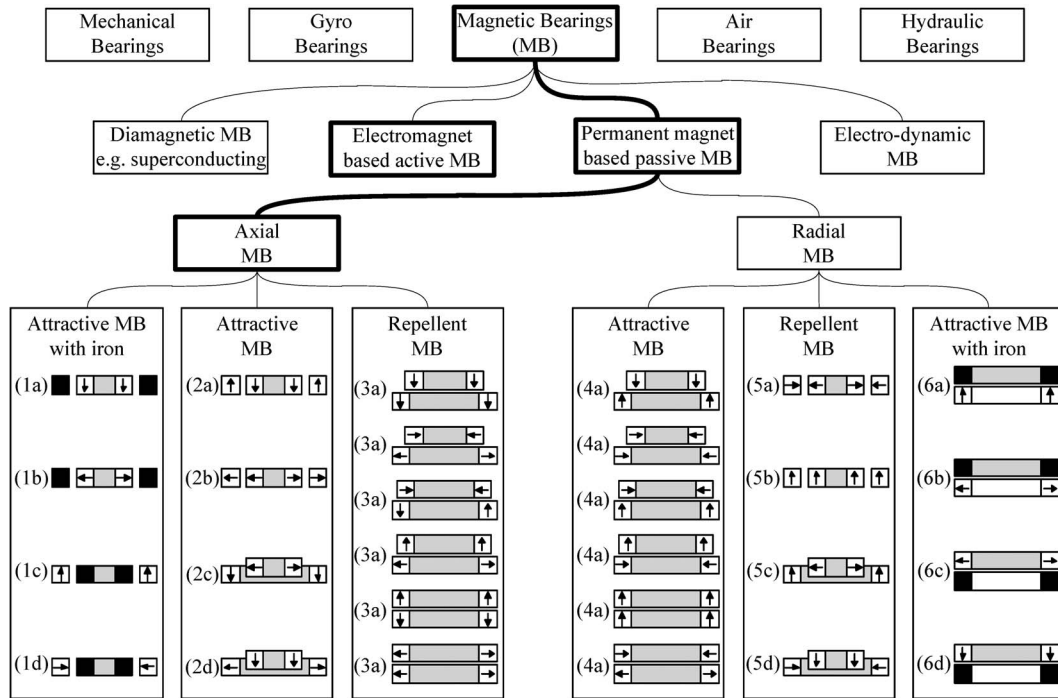 Mechanical
Bearings
Gyro
Bearings
Magnetic Bearings
(MB)
Air
Bearings
Hydraulic
Bearings
Diamagnetic MB
e.g. superconducting
Electromagnet
based active MB
Permanent magnet
based passive MB
Electro-dynamic
MB
Axial
MB
Radial
MB
Attractive MB
with iron
(1a)
(1b)
(1c)
(1d)
Attractive
MB
(2a)
(2b)
(2c)
(2d)
Repellent
MB
(3a)
(3a)
(3a)
(3a)
(3a)
(3a)
Attractive
MB
(4a)
(4a)
(4a)
(4a)
(4a)
(4a)
Repellent
MB
(5a)
(5b)
(5c)
(5d)
Attractive MB
with iron
(6a)
(6b)
(6c)
(6d)